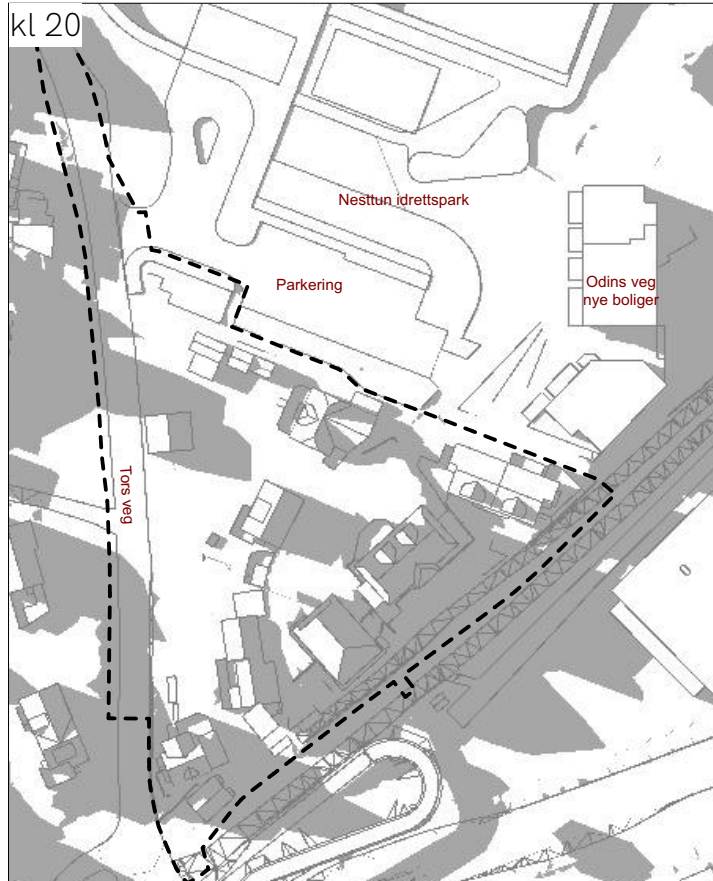 kl 20
Nesttun idrettspark
Parkering
Odins veg
nye boliger
Tors veg